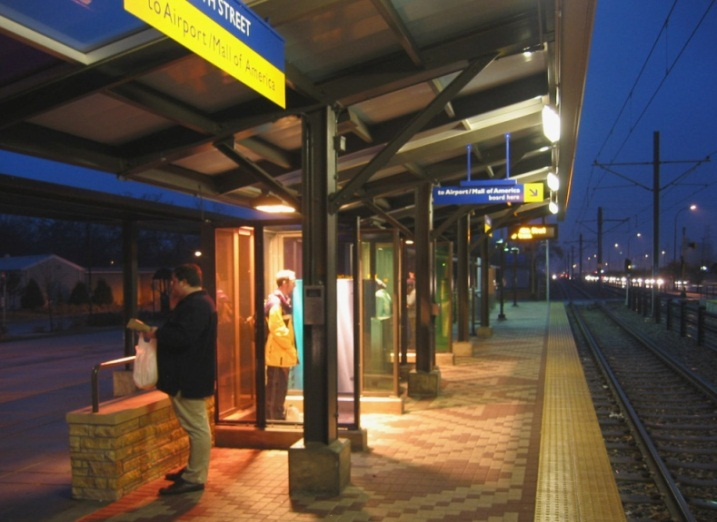 STREET
to Airport/Mall of America
to Airport/Mall of America
board here